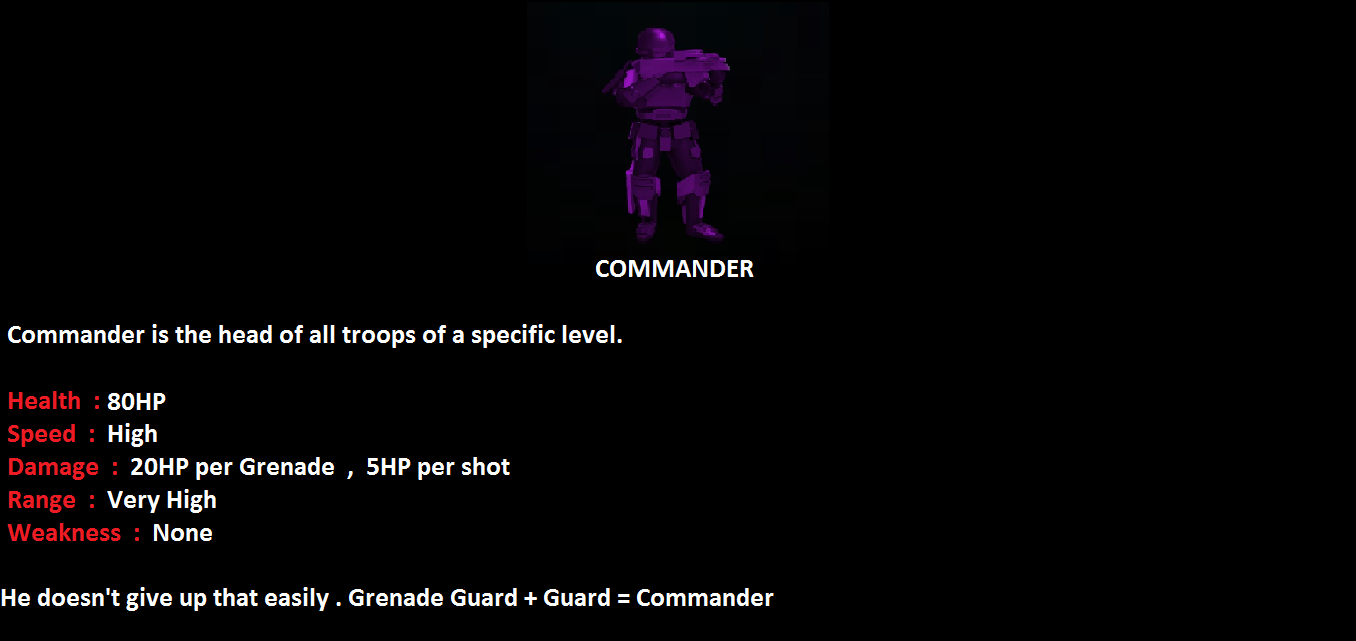 COMMANDER
Commander is the head of all troops of a specific level.
Health : 80HP
Speed : High
Damage : 20HP per Grenade , 5HP per shot
Range : Very High
Weakness : None
He doesn't give up that easily . Grenade Guard + Guard = Commander